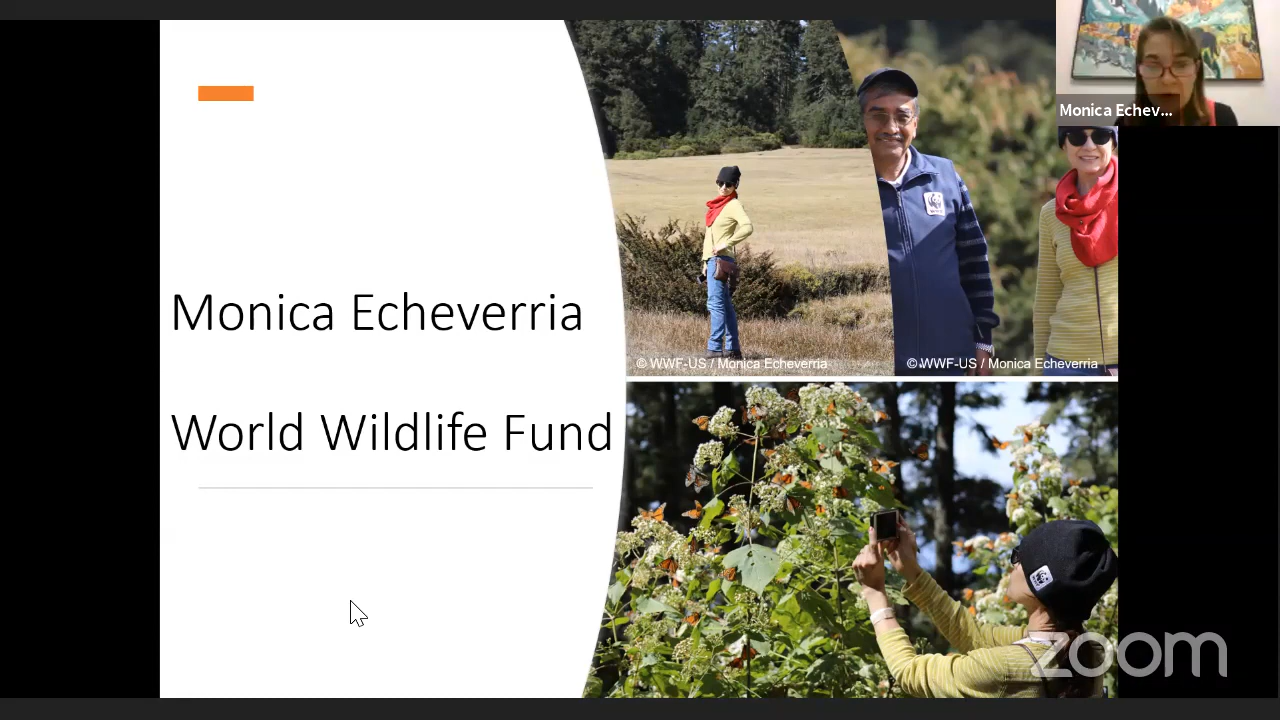 Monica Echev...
Monica Echeverria
World Wildlife Fund
© WWF-US / Monica Echeverria
© WWF-US / Monica Echeverria
zoom